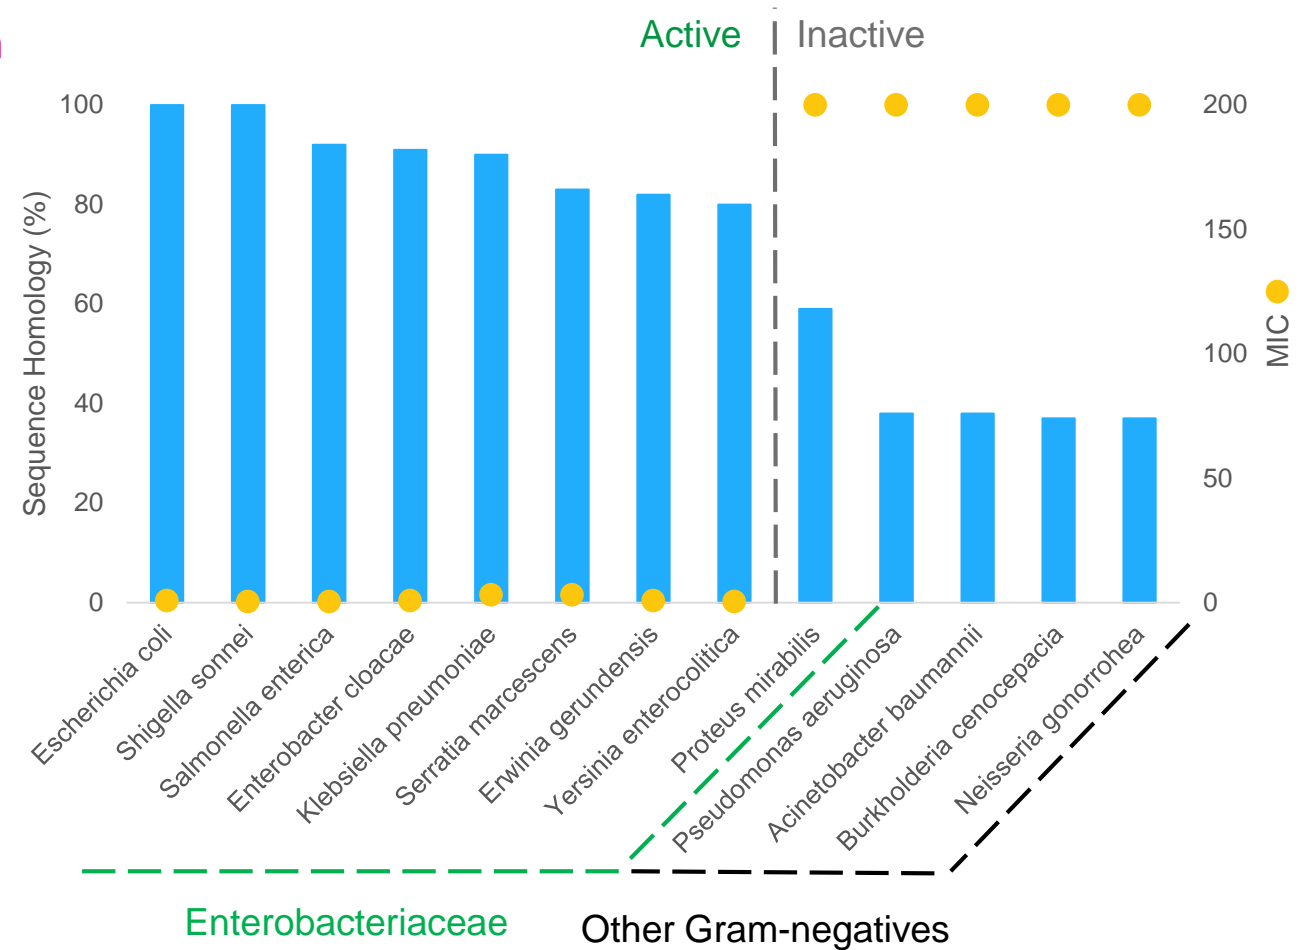 Active
Inactive
100
80
60
40
20
0
Sequence Homology (%)
200
150
100
50
0
MIC
Escherichia coli
Shigella sonnei
Salmonella enterica
Enterobacter cloacae
Klebsiella pneumoniae
Serratia marcescens
Erwinia gerundensis
Yersinia enterocolitica
Proteus mirabilis
Pseudomonas aeruginosa
Acinetobacter baumannii
Burkholderia cenocepacia
Neisseria gonorrohea
Enterobacteriaceae
Other Gram-negatives